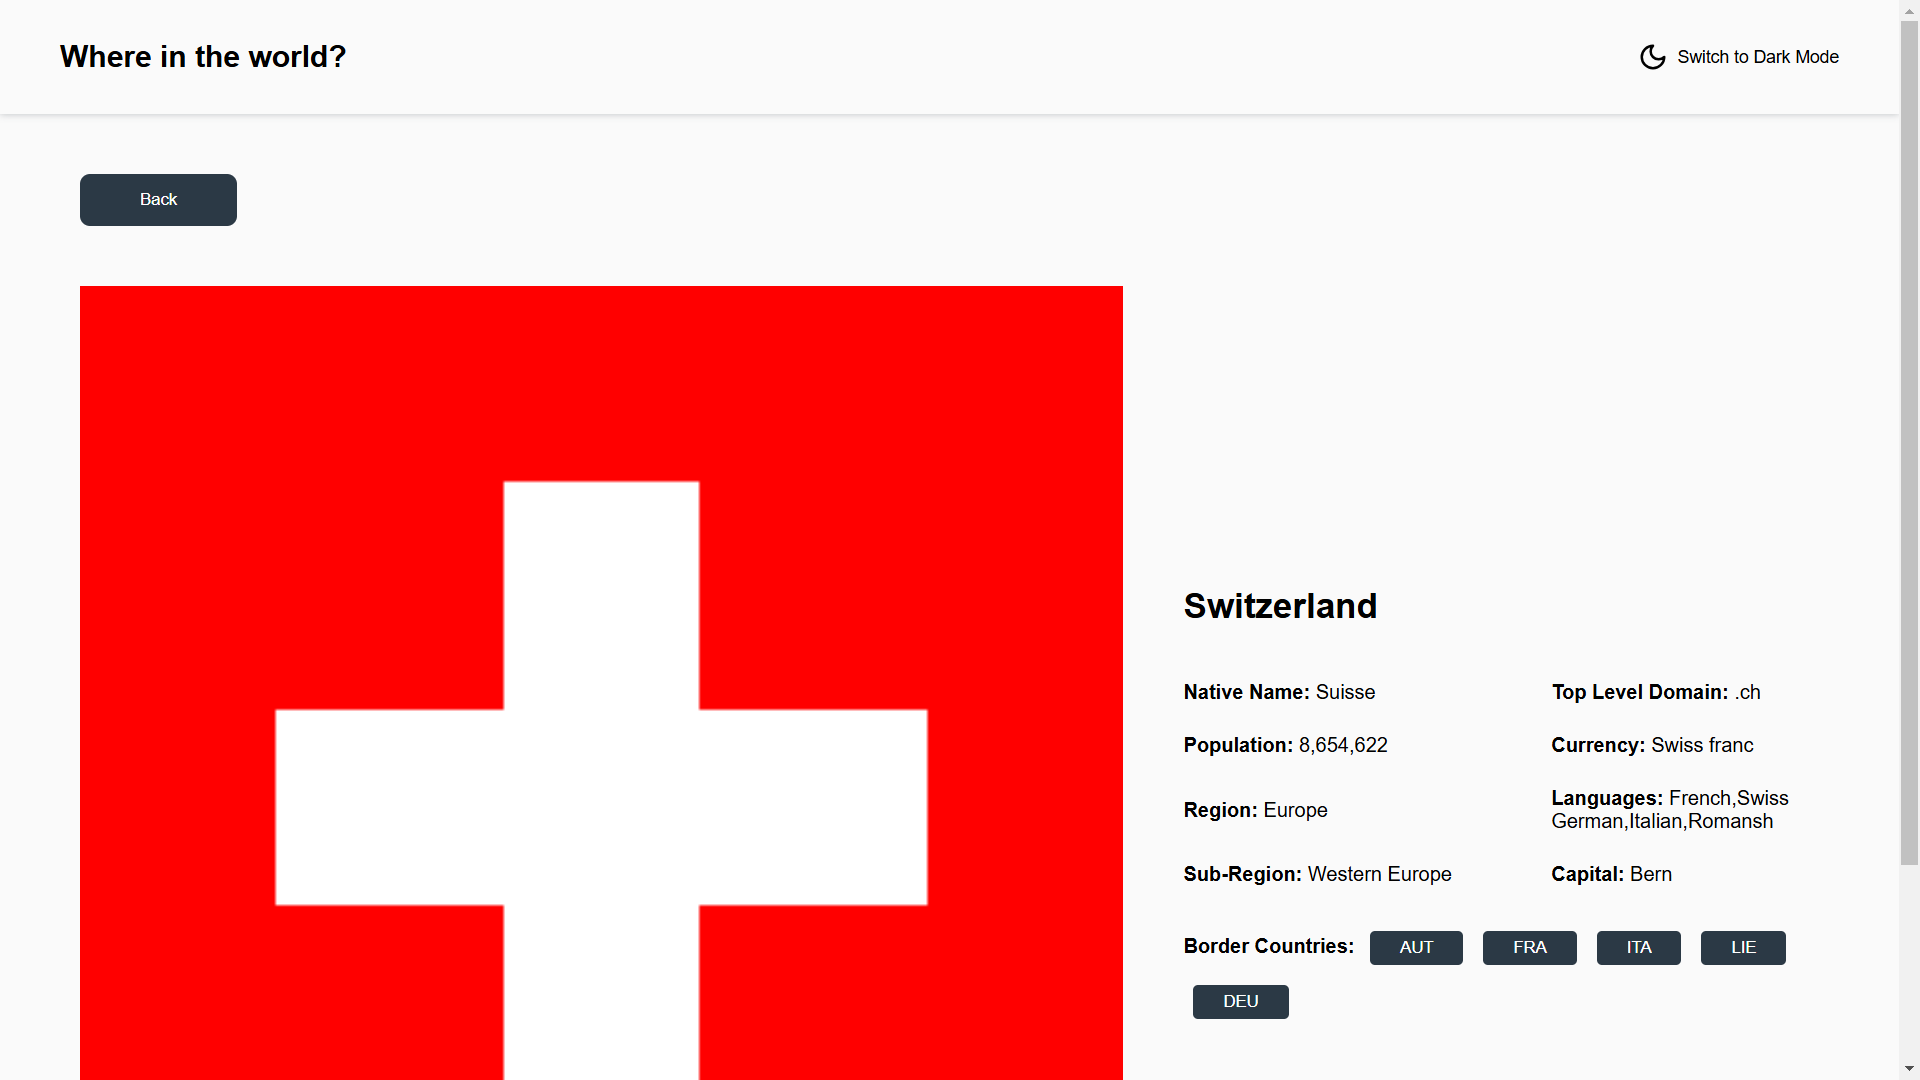 Where in the world?
Switch to Dark Mode
Back
Switzerland
Native Name: Suisse
Top Level Domain: .ch
Population: 8,654,622
Currency: Swiss franc
Region: Europe
Languages: French,Swiss
German,Italian,Romansh
Sub-Region: Western Europe
Capital: Bern
Border Countries: AUT FRA ITA LIE
DEU